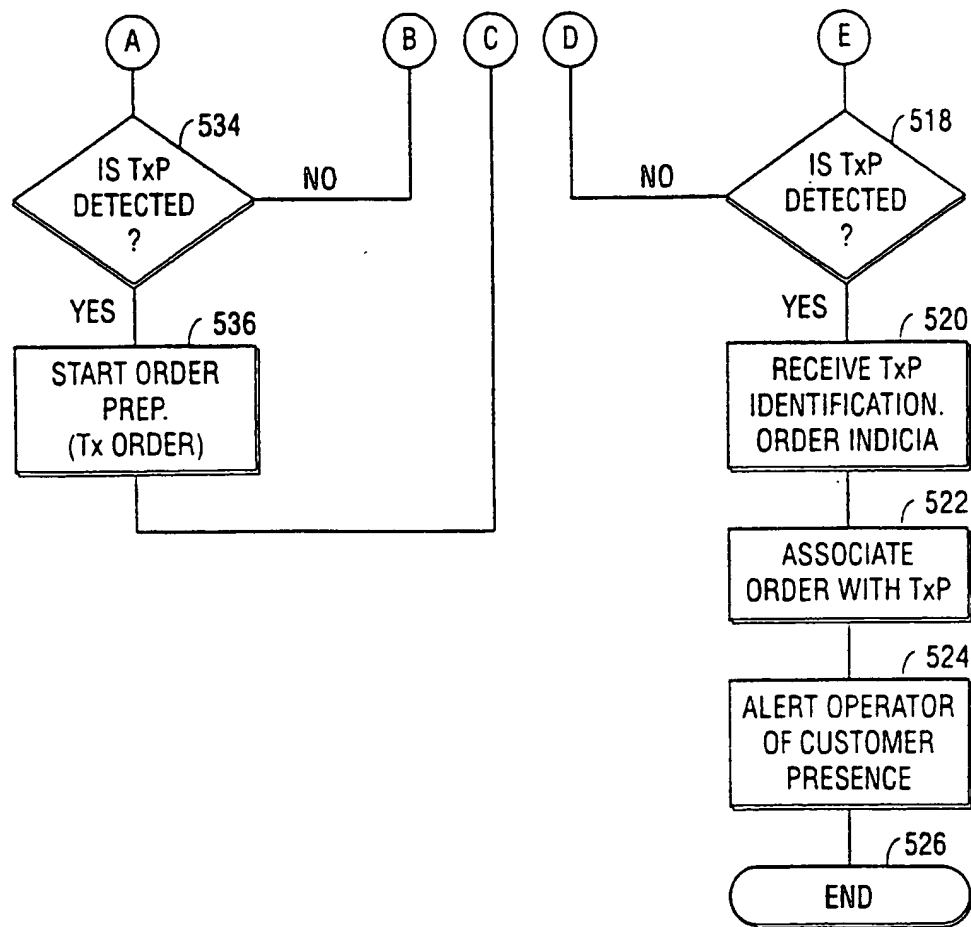 A
B
C
D
E
534
IS TxP
DETECTED
?
NO
YES
536
START ORDER
PREP.
(Tx ORDER)
518
IS TxP
DETECTED
?
NO
YES
520
RECEIVE TxP
IDENTIFICATION.
ORDER INDICIA
522
ASSOCIATE
ORDER WITH TxP
524
ALERT OPERATOR
OF CUSTOMER
PRESENCE
526
END